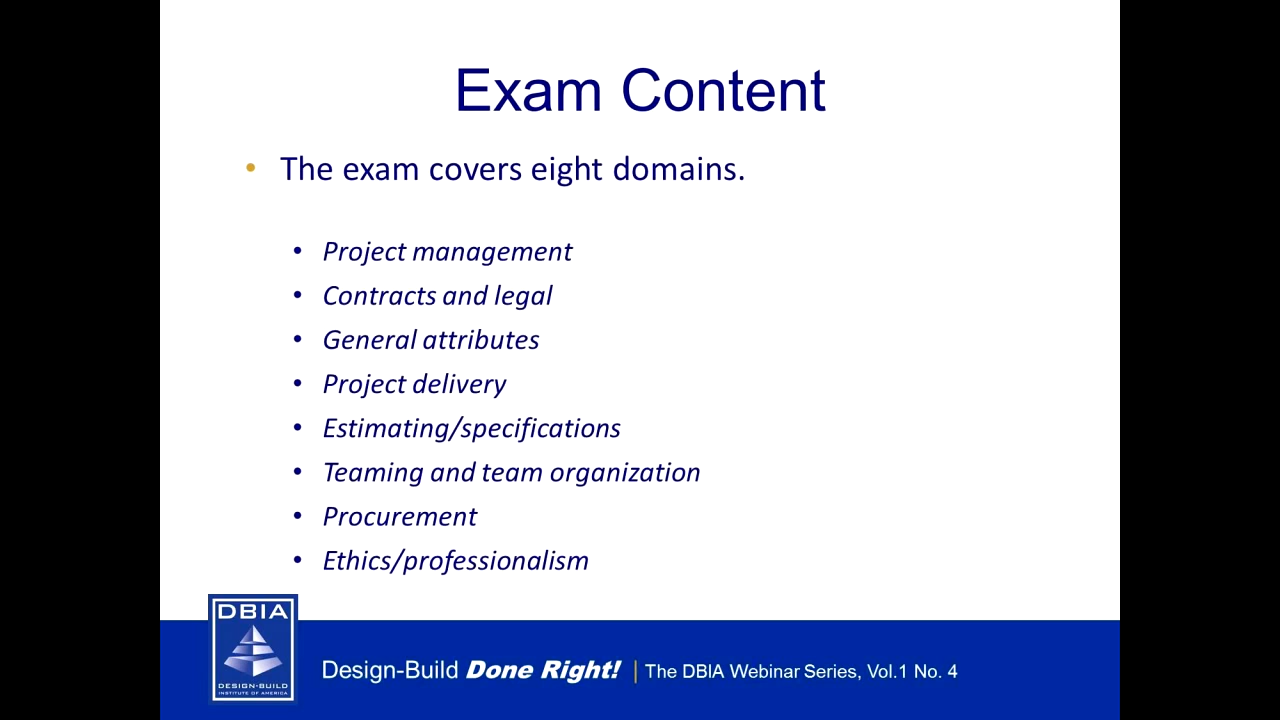 Exam Content
• The exam covers eight domains.
• Project management
• Contracts and legal
• General attributes
• Project delivery
• Estimating/specifications
• Teaming and team organization
• Procurement
• Ethics/professionalism
DBIA
DESIGN-BUILD
INSTITUTE OF AMERICA
Design-Build Done Right! | The DBIA Webinar Series, Vol.1 No. 4